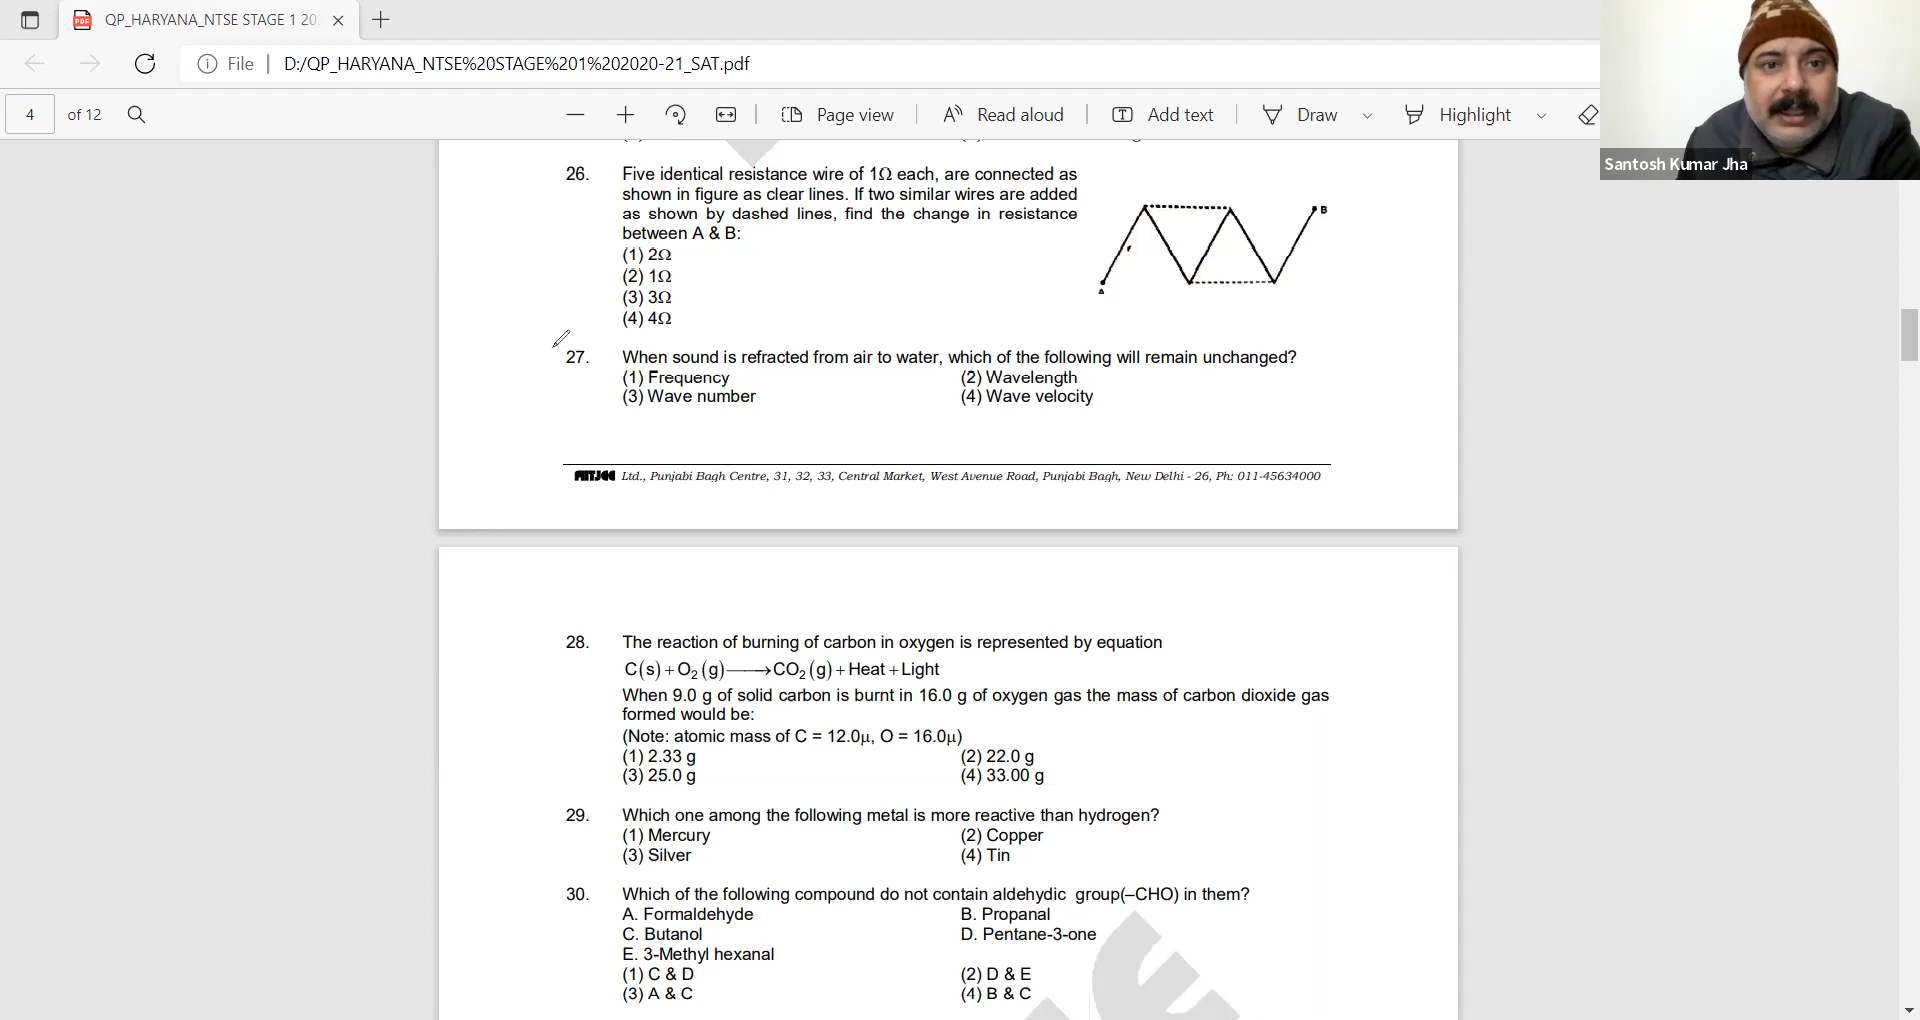 QP_HARYANA_NTSE STAGE 1 20
File
D:/QP_HARYANA_NTSE%20STAGE%201%202020-21_SAT.pdf
4 of 12
Page view
Read aloud
Add text
Draw
Highlight
Santosh Kumar Jha
26. Five identical resistance wire of 1Ω each, are connected as
shown in figure as clear lines. If two similar wires are added
as shown by dashed lines, find the change in resistance
between A & B:
(1) 2Ω
(2) 1Ω
(3) 3Ω
(4) 4Ω
A
r
B
27. When sound is refracted from air to water, which of the following will remain unchanged?
(1) Frequency (2) Wavelength
(3) Wave number (4) Wave velocity
FIITJEE Ltd., Punjabi Bagh Centre, 31, 32, 33, Central Market, West Avenue Road, Punjabi Bagh, New Delhi - 26, Ph: 011-45634000
28. The reaction of burning of carbon in oxygen is represented by equation
C(s)+O₂(g)⟶CO₂(g)+Heat+Light
When 9.0 g of solid carbon is burnt in 16.0 g of oxygen gas the mass of carbon dioxide gas
formed would be:
(Note: atomic mass of C = 12.0μ, O = 16.0μ)
(1) 2.33 g (2) 22.0 g
(3) 25.0 g (4) 33.00 g
29. Which one among the following metal is more reactive than hydrogen?
(1) Mercury (2) Copper
(3) Silver (4) Tin
30. Which of the following compound do not contain aldehydic group(–CHO) in them?
A. Formaldehyde B. Propanal
C. Butanol D. Pentane-3-one
E. 3-Methyl hexanal
(1) C & D (2) D & E
(3) A & C (4) B & C